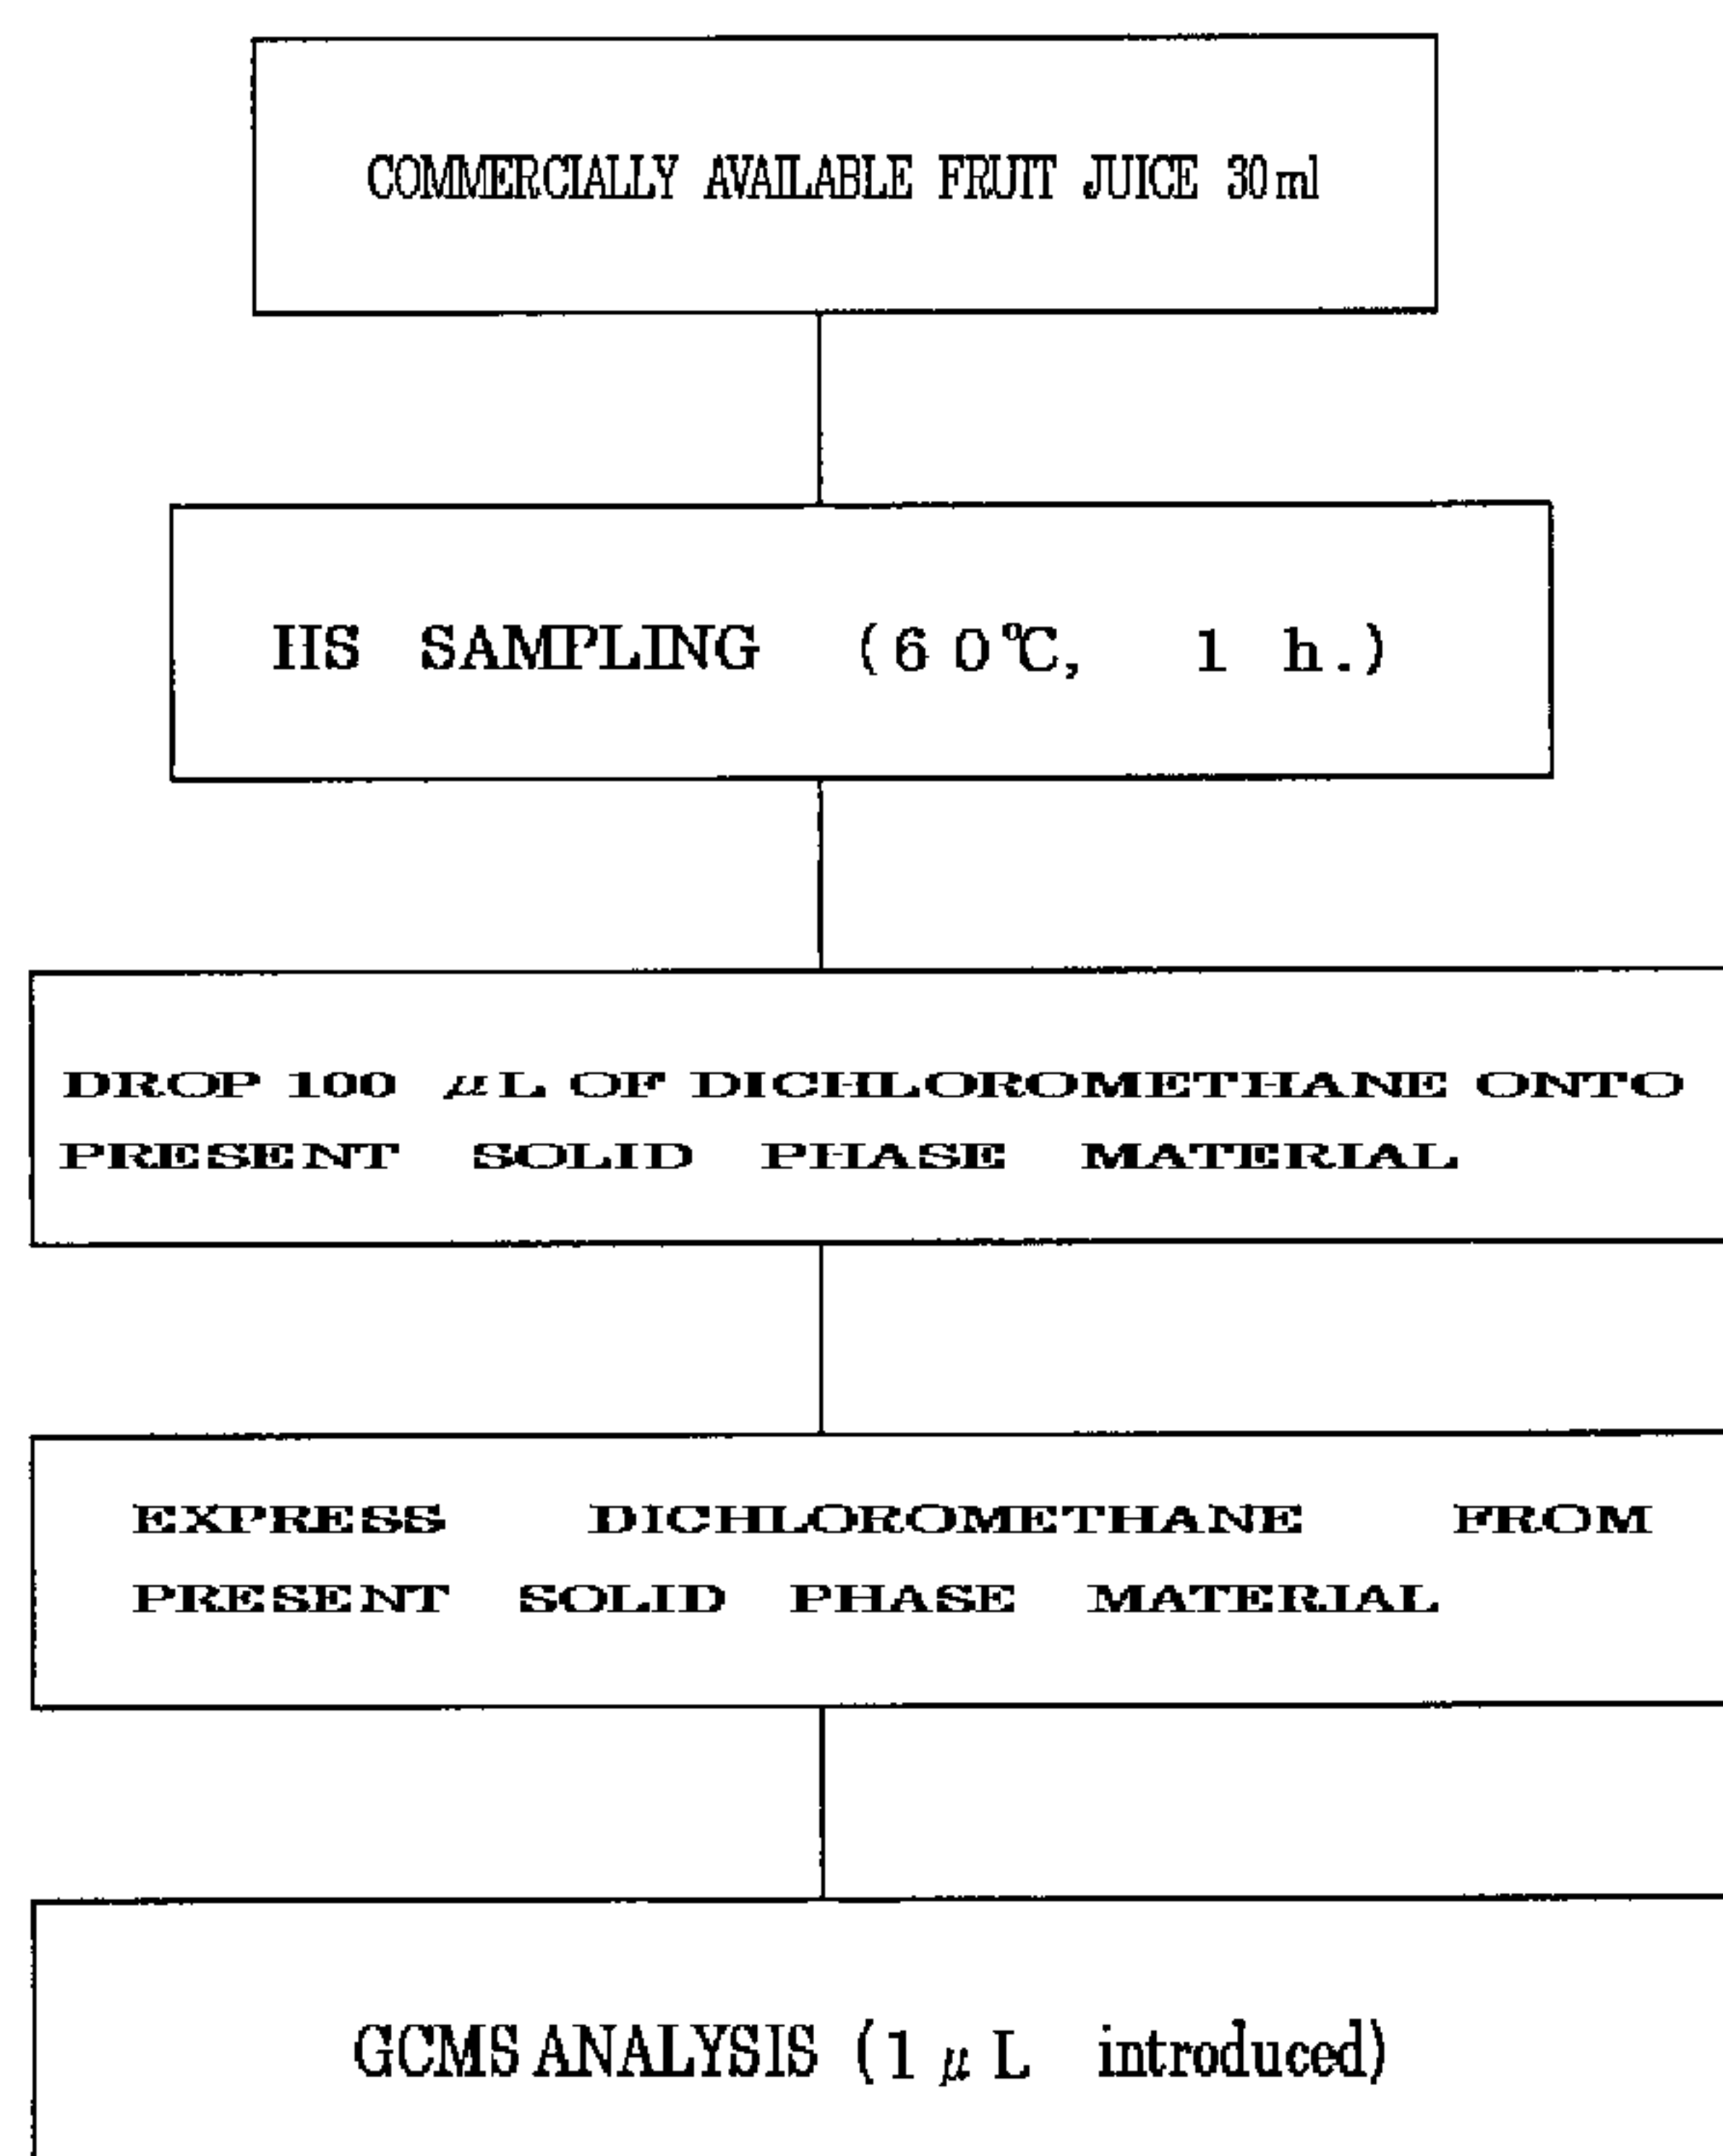 COMMERCIALLY AVAILABLE FRUIT JUICE 30ml
HS SAMPLING (60℃, 1 h.)
DROP 100 μL OF DICHLOROMETHANE ONTO
PRESENT SOLID PHASE MATERIAL
EXPRESS DICHLOROMETHANE FROM
PRESENT SOLID PHASE MATERIAL
GCMS ANALYSIS (1 μL introduced)